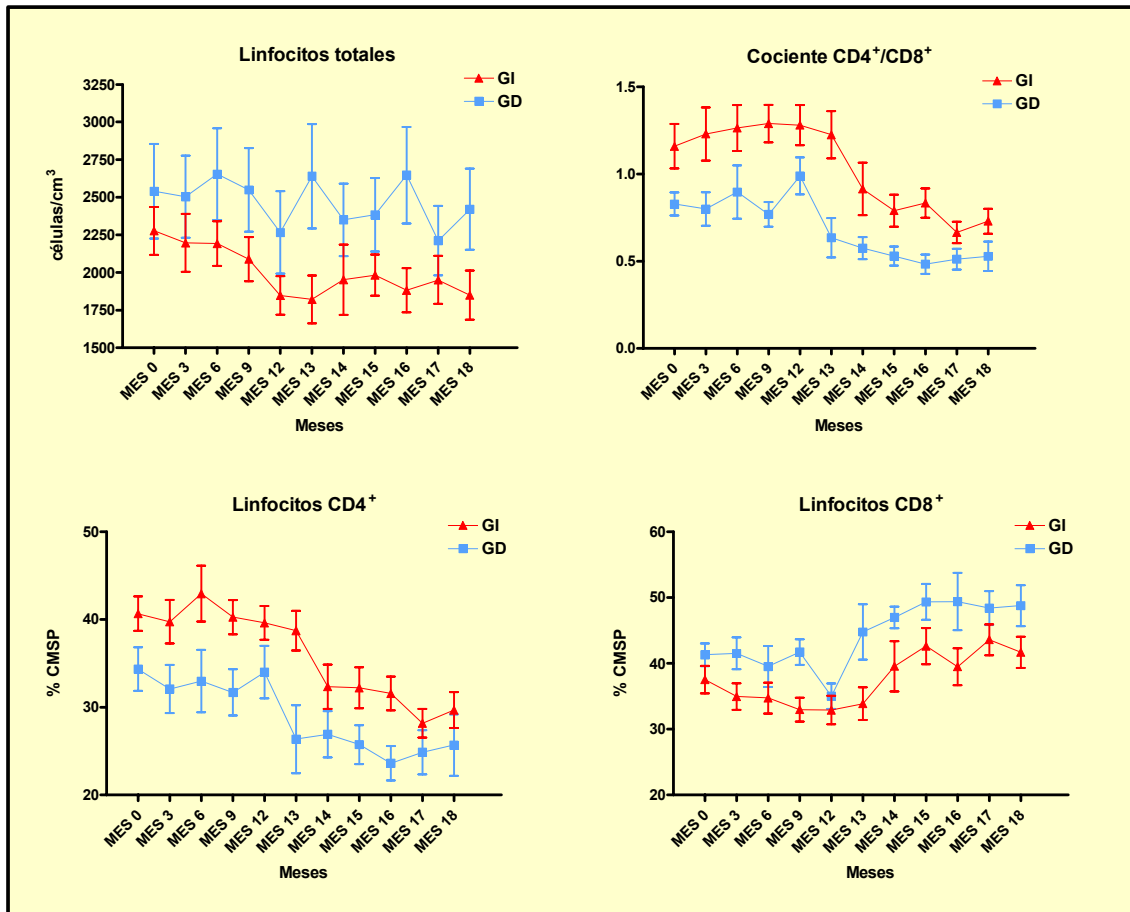 Linfocitos totales
GI
GD
células/cm3
3250
3000
2750
2500
2250
2000
1750
1500
MES 0
MES 3
MES 6
MES 9
MES 12
MES 13
MES 14
MES 15
MES 16
MES 17
MES 18
Meses
Cociente CD4+/CD8+
GI
GD
1.5
1.0
0.5
0.0
MES 0
MES 3
MES 6
MES 9
MES 12
MES 13
MES 14
MES 15
MES 16
MES 17
MES 18
Meses
Linfocitos CD4+
GI
GD
% CMSP
50
40
30
20
MES 0
MES 3
MES 6
MES 9
MES 12
MES 13
MES 14
MES 15
MES 16
MES 17
MES 18
Meses
Linfocitos CD8+
GI
GD
% CMSP
60
50
40
30
20
MES 0
MES 3
MES 6
MES 9
MES 12
MES 13
MES 14
MES 15
MES 16
MES 17
MES 18
Meses